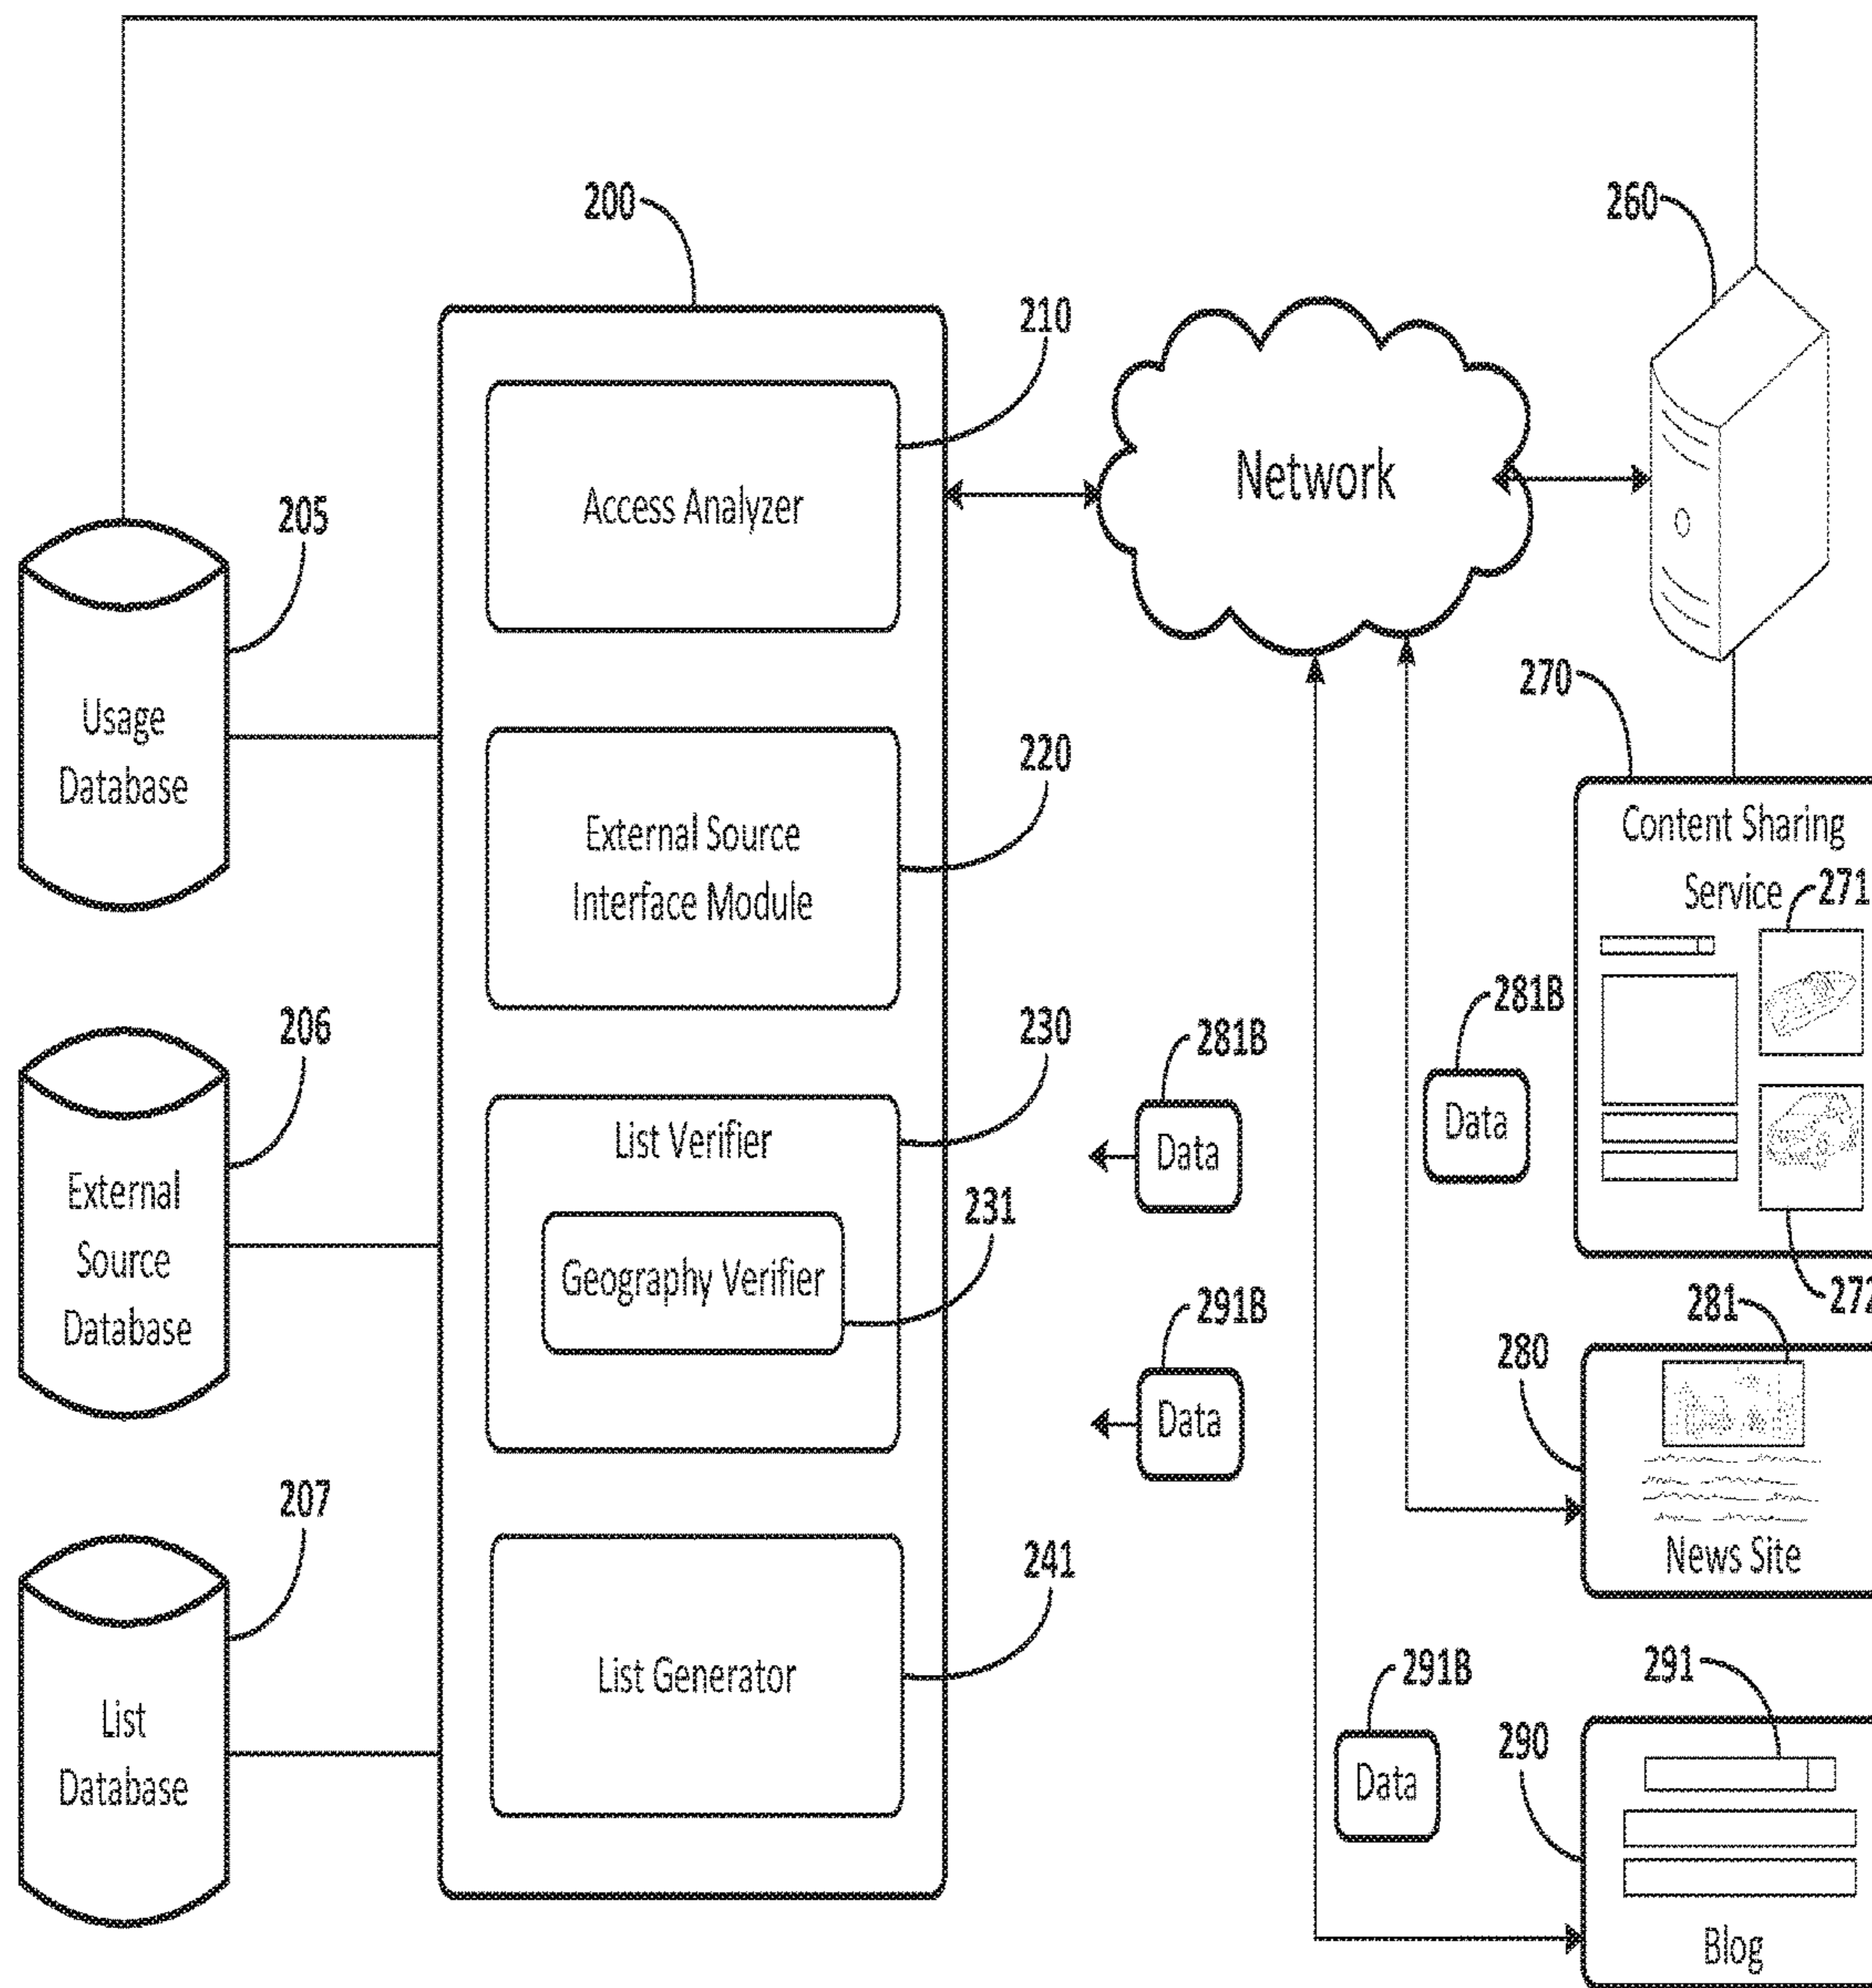 200
260
210
Access Analyzer
Network
205
Usage
Database
270
220
External Source
Interface Module
Content Sharing
Service
271
281B
Data
206
External
Source
Database
230
List Verifier
231
Geography Verifier
281B
Data
272
291B
Data
281
280
News Site
207
List
Database
241
List Generator
291B
Data
291
290
Blog